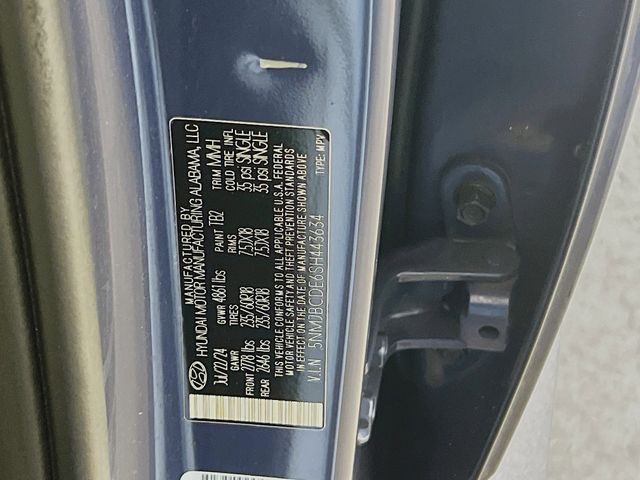 MANUFACTURED BY
HYUNDAI MOTOR MANUFACTURING ALABAMA, LLC
JUL/22/24 GVWR 4861 lbs PAINT TB2 TRIM MMH
GAWR TIRES RIMS COLD TIRE INFL
FRONT 2778 lbs 235/60R18 7.5JX18 35 psi SINGLE
REAR 2646 lbs 235/60R18 7.5JX18 35 psi SINGLE
THIS VEHICLE CONFORMS TO ALL APPLICABLE U.S.A. FEDERAL
MOTOR VEHICLE SAFETY AND THEFT PREVENTION STANDARDS
IN EFFECT ON THE DATE OF MANUFACTURE SHOWN ABOVE
V.I.N 5NMJBCDE6SH443634 TYPE: MPV